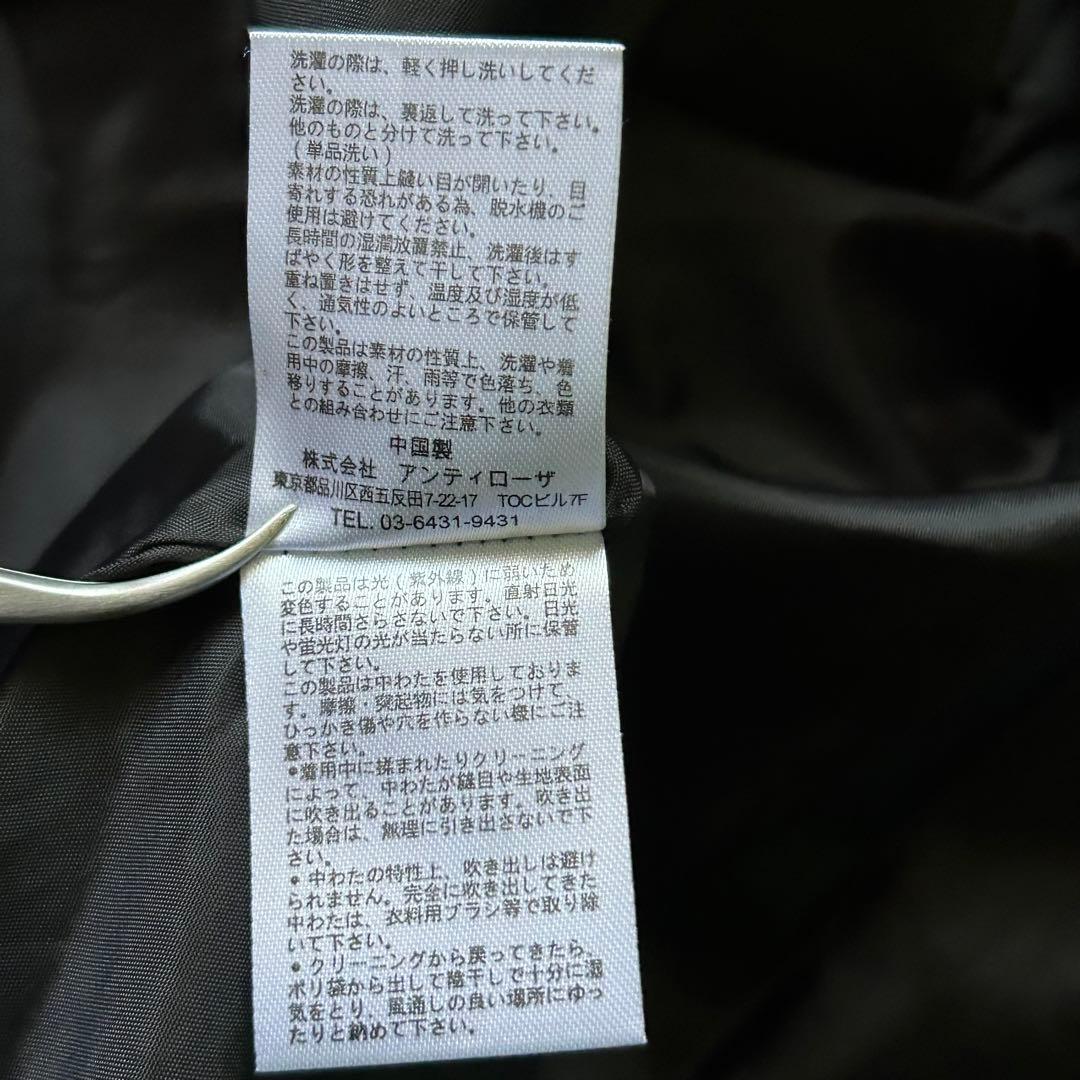 洗濯の際は、軽く押し洗いしてくだ
さい。
洗濯の際は、裏返して洗って下さい。
他のものと分けて洗って下さい。
(単品洗い)
素材の性質上縫い目が開いたり、目
寄れする恐れがある為、脱水機のご
使用は避けてください。
長時間の湿潤放置禁止、洗濯後はす
ばやく形を整えて干して下さい。
重ね置きはせず、温度及び湿度が低
く、通気性のよいところで保管して
下さい。
この製品は素材の性質上、洗濯や着
用中の摩擦、汗、雨等で色落ち、色
移りすることがあります。他の衣類
との組み合わせにご注意下さい。
中国製
株式会社 アンティローザ
東京都品川区西五反田7-22-17 TOCビル7F
TEL. 03-6431-9431
この製品は光(紫外線)に弱いため
変色することがあります。直射日光
に長時間さらさないで下さい。日光
や蛍光灯の光が当たらない所に保管
して下さい。
この製品は中わたを使用しておりま
す。摩擦・突起物には気をつけて、
ひっかき傷や穴を作らない様にご注
意下さい。
•着用中に揉まれたりクリーニング
によって、中わたが縫目や生地表面
に吹き出ることがあります。吹き出
た場合は、無理に引き出さないで下
さい。
•中わたの特性上、吹き出しは避け
られません。完全に吹き出してきた
中わたは、衣料用ブラシ等で取り除
いて下さい。
•クリーニングから戻ってきたら、
ポリ袋から出して陰干しで十分に湿
気をとり、風通しの良い場所にゆっ
たりと納めて下さい。